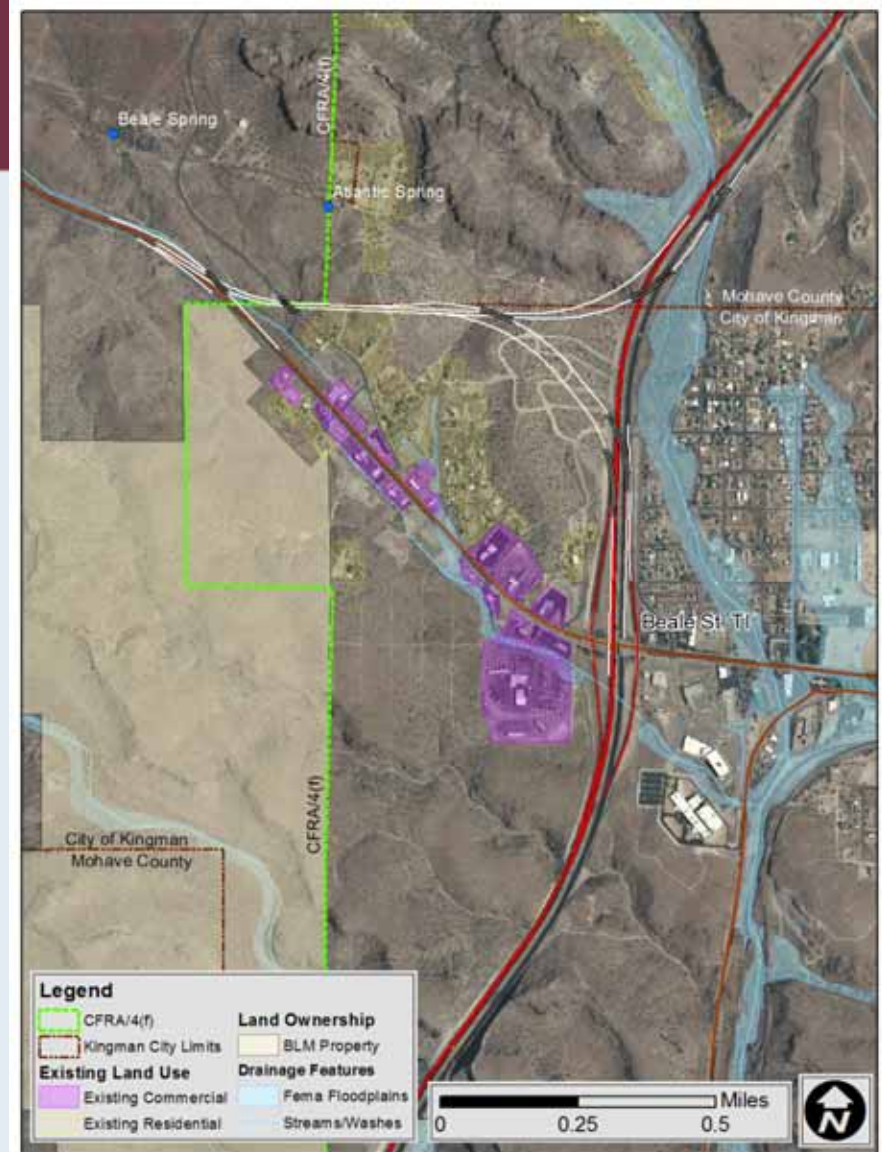 CFRA/4(f)
Beale Spring
Atlantic Spring
Mohave County
City of Kingman
Beale St. TI
CFRA/4(f)
City of Kingman
Mohave County
Legend
CFRA/4(f)
Kingman City Limits
Existing Land Use
Existing Commercial
Existing Residential
Land Ownership
BLM Property
Drainage Features
Fema Floodplains
Streams/Washes
Miles
0 0.25 0.5
N